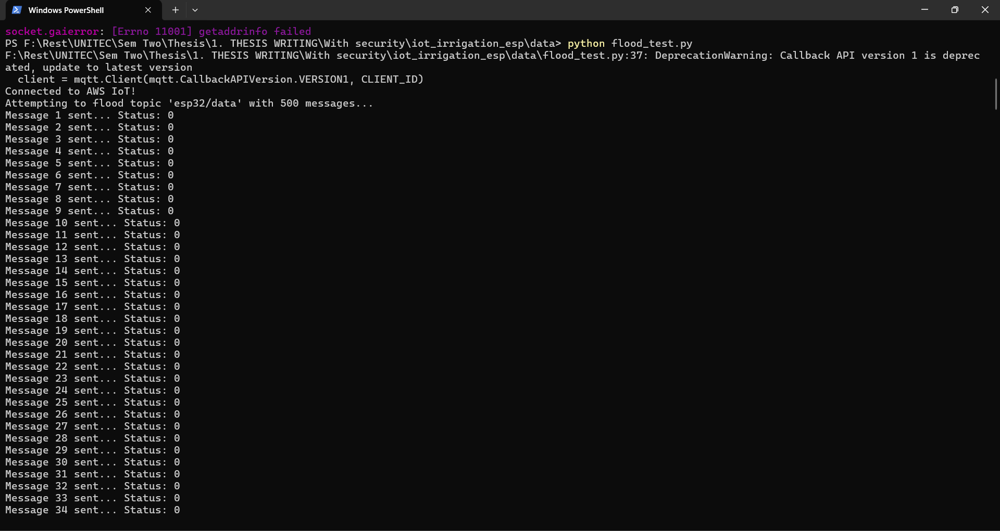 Windows PowerShell
socket.gaierror: [Errno 11001] getaddrinfo failed
PS F:\Rest\UNITEC\Sem Two\Thesis\1. THESIS WRITING\With security\iot_irrigation_esp\data> python flood_test.py
F:\Rest\UNITEC\Sem Two\Thesis\1. THESIS WRITING\With security\iot_irrigation_esp\data\flood_test.py:37: DeprecationWarning: Callback API version 1 is deprec
ated, update to latest version
  client = mqtt.Client(mqtt.CallbackAPIVersion.VERSION1, CLIENT_ID)
Connected to AWS IoT!
Attempting to flood topic 'esp32/data' with 500 messages...
Message 1 sent... Status: 0
Message 2 sent... Status: 0
Message 3 sent... Status: 0
Message 4 sent... Status: 0
Message 5 sent... Status: 0
Message 6 sent... Status: 0
Message 7 sent... Status: 0
Message 8 sent... Status: 0
Message 9 sent... Status: 0
Message 10 sent... Status: 0
Message 11 sent... Status: 0
Message 12 sent... Status: 0
Message 13 sent... Status: 0
Message 14 sent... Status: 0
Message 15 sent... Status: 0
Message 16 sent... Status: 0
Message 17 sent... Status: 0
Message 18 sent... Status: 0
Message 19 sent... Status: 0
Message 20 sent... Status: 0
Message 21 sent... Status: 0
Message 22 sent... Status: 0
Message 23 sent... Status: 0
Message 24 sent... Status: 0
Message 25 sent... Status: 0
Message 26 sent... Status: 0
Message 27 sent... Status: 0
Message 28 sent... Status: 0
Message 29 sent... Status: 0
Message 30 sent... Status: 0
Message 31 sent... Status: 0
Message 32 sent... Status: 0
Message 33 sent... Status: 0
Message 34 sent... Status: 0